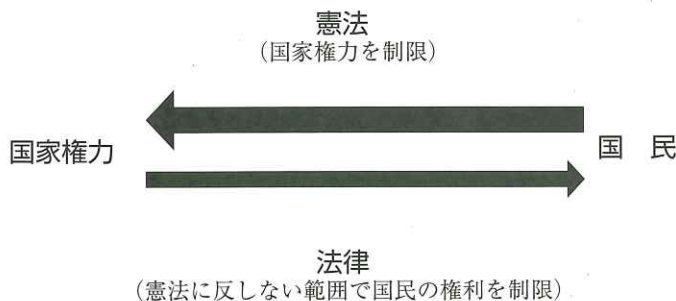 憲法
（国家権力を制限）
国家権力
国　民
法律
（憲法に反しない範囲で国民の権利を制限）